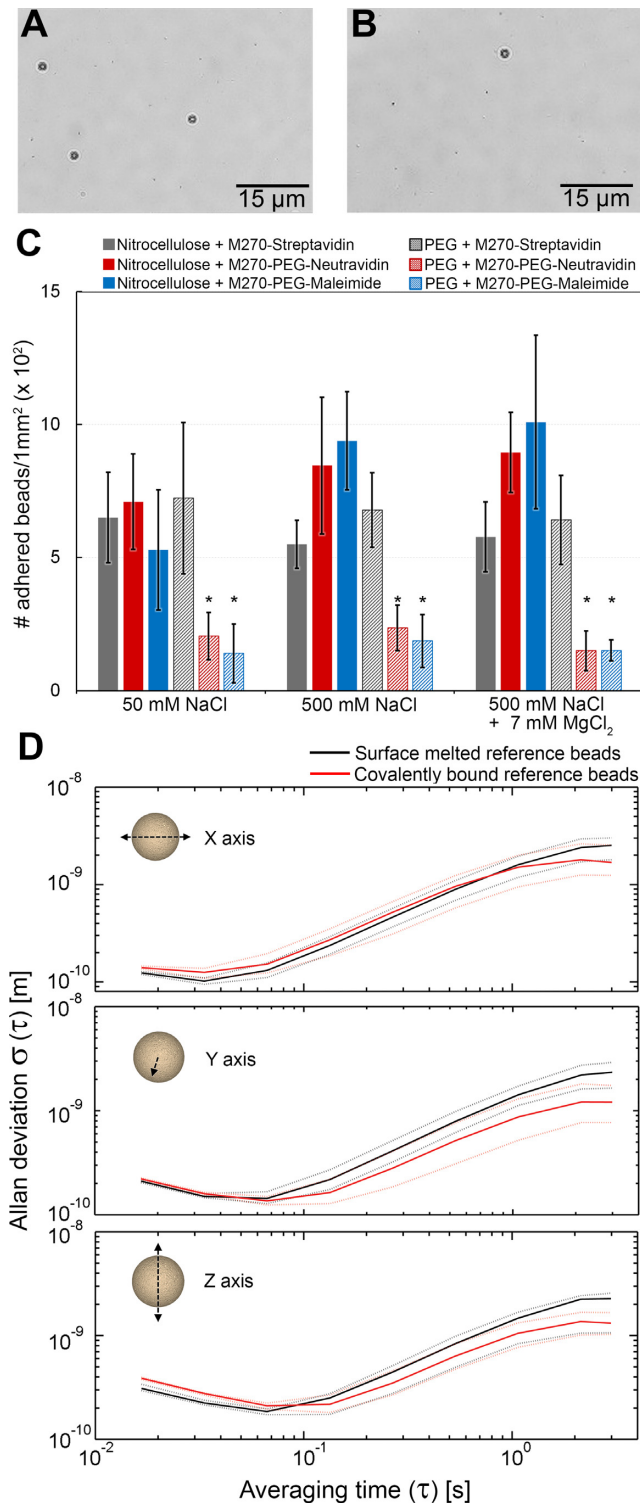 A
B
15 µm
15 µm
C
Nitrocellulose + M270-Streptavidin
PEG + M270-Streptavidin
Nitrocellulose + M270-PEG-Neutravidin
PEG + M270-PEG-Neutravidin
Nitrocellulose + M270-PEG-Maleimide
PEG + M270-PEG-Maleimide
# adhered beads/1mm² (x 10²)
15
10
5
0
* *
* *
* *
50 mM NaCl
500 mM NaCl
500 mM NaCl
+ 7 mM MgCl₂
D
Surface melted reference beads
Covalently bound reference beads
Allan deviation σ (τ) [m]
10⁻⁸
X axis
10⁻⁹
10⁻¹⁰
10⁻⁸
Y axis
10⁻⁹
10⁻¹⁰
10⁻⁸
Z axis
10⁻⁹
10⁻¹⁰
10⁻² 10⁻¹ 10⁰
Averaging time (τ) [s]